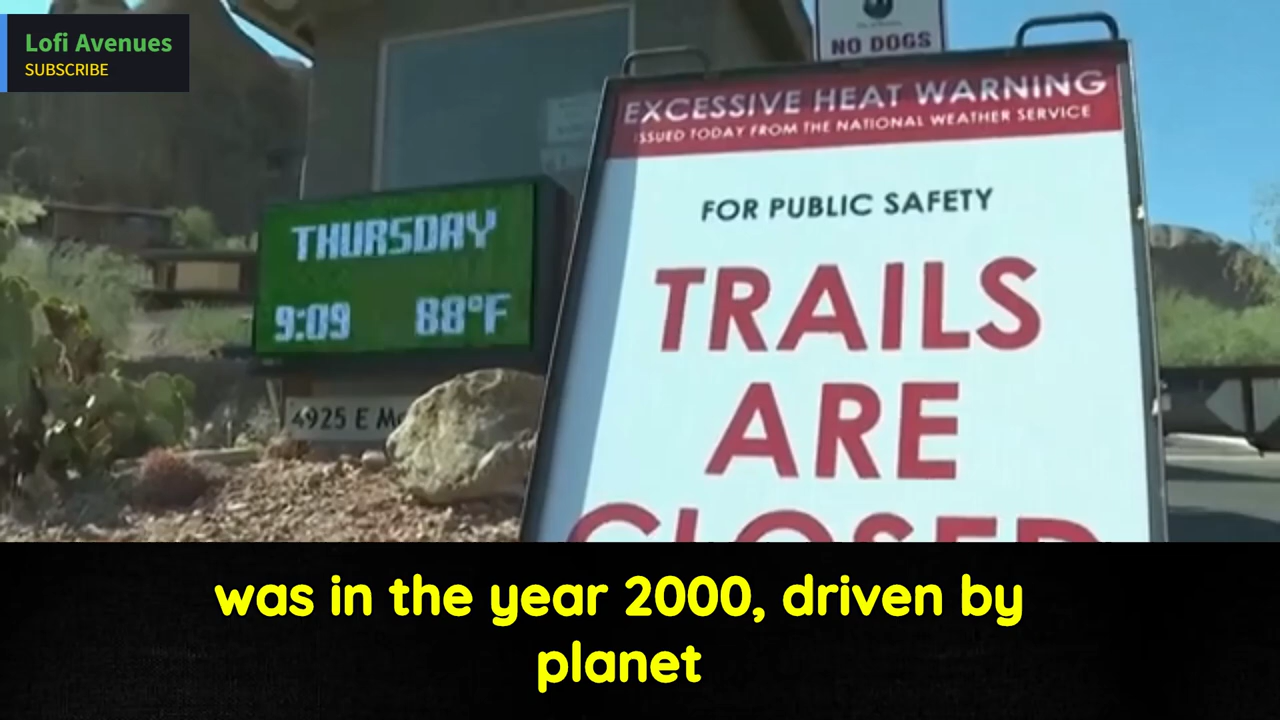 Lofi Avenues
SUBSCRIBE
NO DOGS
EXCESSIVE HEAT WARNING
ISSUED TODAY FROM THE NATIONAL WEATHER SERVICE
FOR PUBLIC SAFETY
TRAILS
ARE
CLOSED
THURSDAY
9:09 88°F
4925 E
was in the year 2000, driven by
planet